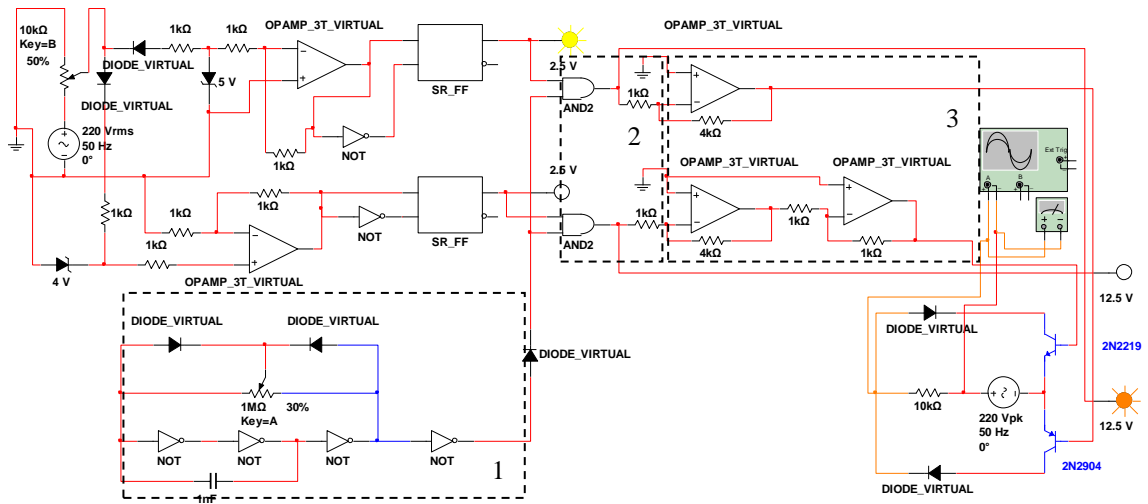 OPAMP_3T_VIRTUAL
OPAMP_3T_VIRTUAL
10kΩ
Key=B
50%
1kΩ
1kΩ
DIODE_VIRTUAL
5 V
SR_FF
2.5 V
DIODE_VIRTUAL
1kΩ
AND2
2
3
220 Vrms
50 Hz
0°
NOT
1kΩ
4kΩ
Ext Trig
A
B
OPAMP_3T_VIRTUAL
OPAMP_3T_VIRTUAL
2.5 V
1kΩ
1kΩ
1kΩ
1kΩ
NOT
SR_FF
1kΩ
1kΩ
AND2
4kΩ
1kΩ
4 V
OPAMP_3T_VIRTUAL
12.5 V
DIODE_VIRTUAL
DIODE_VIRTUAL
DIODE_VIRTUAL
DIODE_VIRTUAL
2N2219
1MΩ
Key=A
30%
10kΩ
220 Vpk
50 Hz
0°
12.5 V
NOT
NOT
NOT
NOT
1
2N2904
DIODE_VIRTUAL